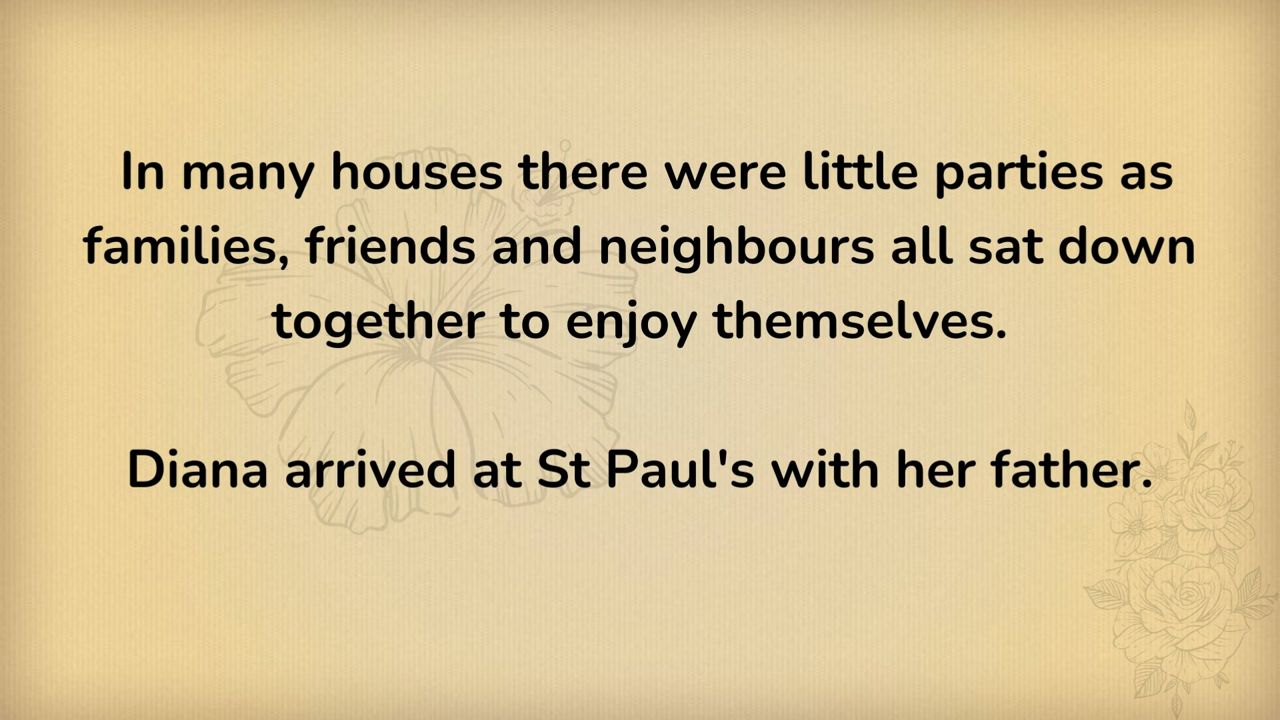 In many houses there were little parties as
families, friends and neighbours all sat down
together to enjoy themselves.
Diana arrived at St Paul's with her father.